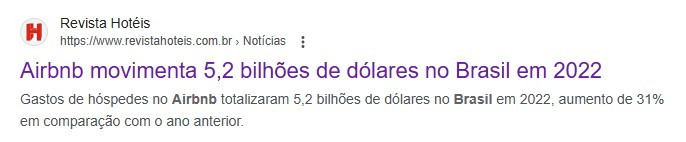 Revista Hotéis
https://www.revistahoteis.com.br › Notícias
Airbnb movimenta 5,2 bilhões de dólares no Brasil em 2022
Gastos de hóspedes no Airbnb totalizaram 5,2 bilhões de dólares no Brasil em 2022, aumento de 31%
em comparação com o ano anterior.